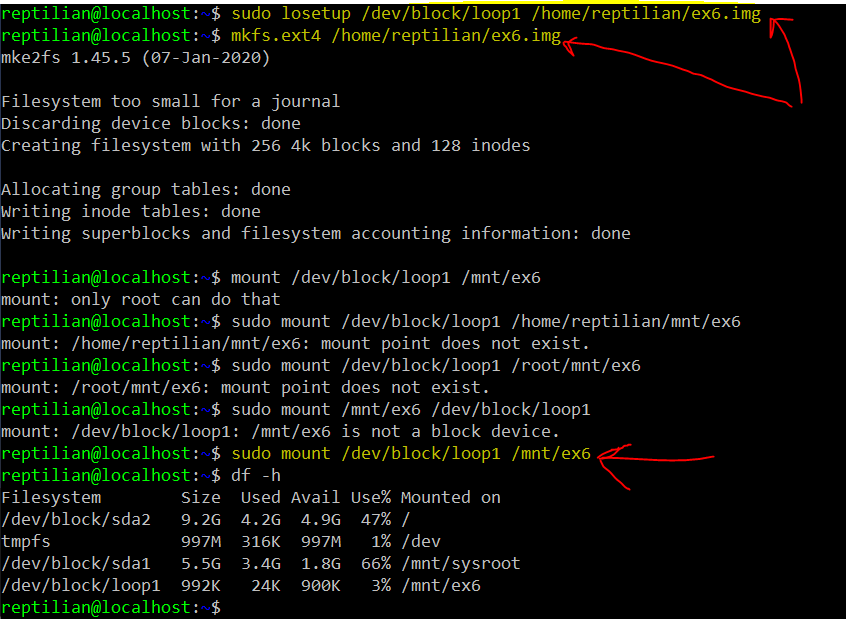 reptilian@localhost:~$ sudo losetup /dev/block/loop1 /home/reptilian/ex6.img
reptilian@localhost:~$ mkfs.ext4 /home/reptilian/ex6.img
mke2fs 1.45.5 (07-Jan-2020)
Filesystem too small for a journal
Discarding device blocks: done
Creating filesystem with 256 4k blocks and 128 inodes
Allocating group tables: done
Writing inode tables: done
Writing superblocks and filesystem accounting information: done
reptilian@localhost:~$ mount /dev/block/loop1 /mnt/ex6
mount: only root can do that
reptilian@localhost:~$ sudo mount /dev/block/loop1 /home/reptilian/mnt/ex6
mount: /home/reptilian/mnt/ex6: mount point does not exist.
reptilian@localhost:~$ sudo mount /dev/block/loop1 /root/mnt/ex6
mount: /root/mnt/ex6: mount point does not exist.
reptilian@localhost:~$ sudo mount /mnt/ex6 /dev/block/loop1
mount: /dev/block/loop1: /mnt/ex6 is not a block device.
reptilian@localhost:~$ sudo mount /dev/block/loop1 /mnt/ex6
reptilian@localhost:~$ df -h
Filesystem        Size  Used Avail Use% Mounted on
/dev/block/sda2   9.2G  4.2G  4.9G  47% /
tmpfs             997M  316K  997M   1% /dev
/dev/block/sda1   5.5G  3.4G  1.8G  66% /mnt/sysroot
/dev/block/loop1  992K   24K  900K   3% /mnt/ex6
reptilian@localhost:~$